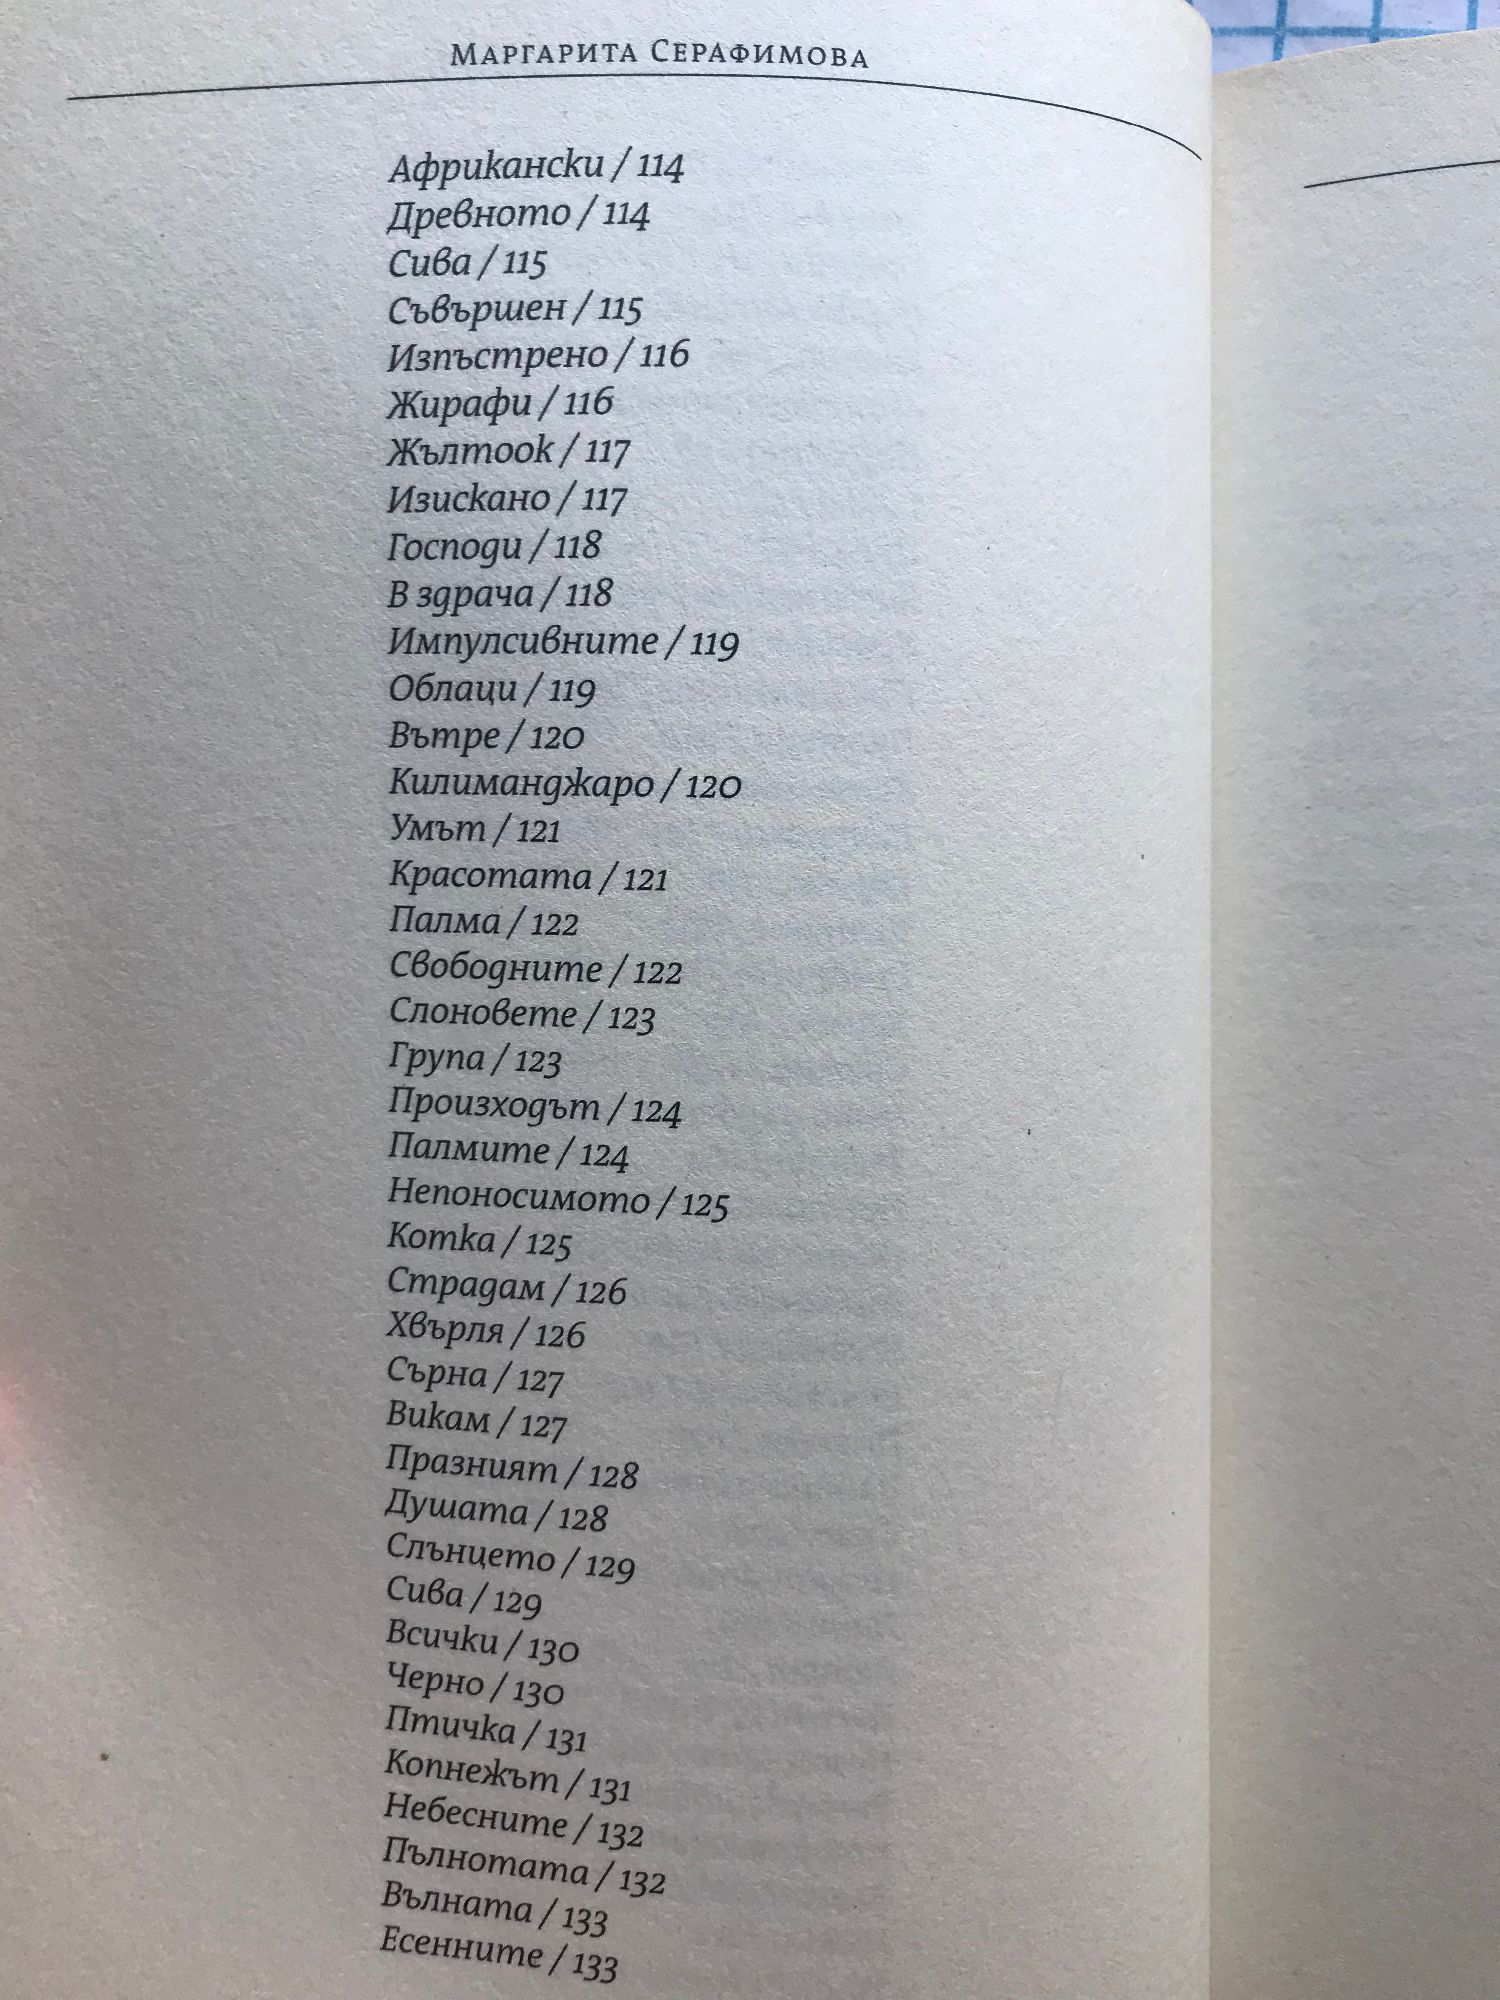 Маргарита Серафимова
Африкански / 114
Древното / 114
Сива / 115
Съвършен / 115
Изпъстрено / 116
Жирафи / 116
Жълтоок / 117
Изискано / 117
Господи / 118
В здрача / 118
Импулсивните / 119
Облаци / 119
Вътре / 120
Килиманджаро / 120
Умът / 121
Красотата / 121
Палма / 122
Свободните / 122
Слоновете / 123
Група / 123
Произходът / 124
Палмите / 124
Непоносимото / 125
Котка / 125
Страдам / 126
Хвърля / 126
Сърна / 127
Викам / 127
Празният / 128
Душата / 128
Слънцето / 129
Сива / 129
Всички / 130
Черно / 130
Птичка / 131
Копнежът / 131
Небесните / 132
Пълнотата / 132
Вълната / 133
Есенните / 133